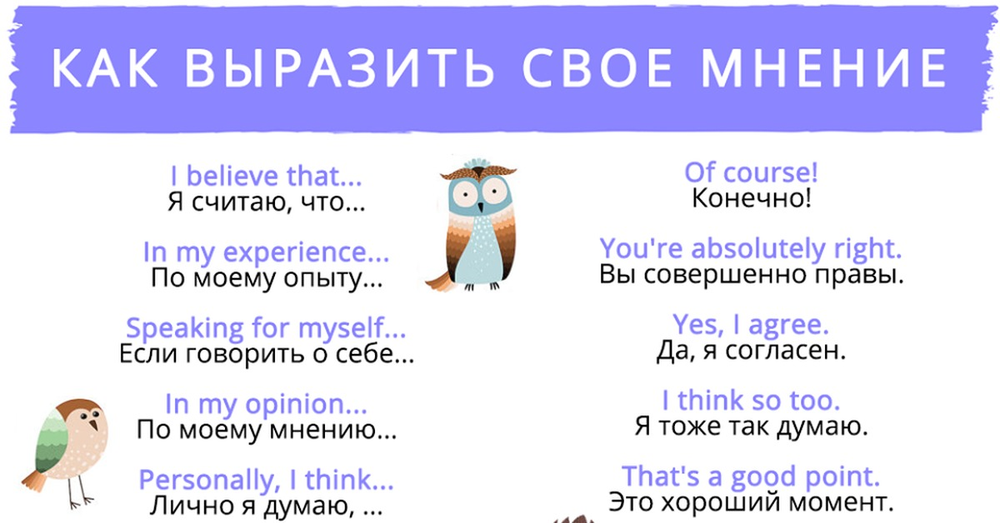 КАК ВЫРАЗИТЬ СВОЕ МНЕНИЕ
I believe that...
Я считаю, что...
In my experience...
По моему опыту...
Speaking for myself...
Если говорить о себе...
In my opinion...
По моему мнению...
Personally, I think...
Лично я думаю, ...
Of course!
Конечно!
You're absolutely right.
Вы совершенно правы.
Yes, I agree.
Да, я согласен.
I think so too.
Я тоже так думаю.
That's a good point.
Это хороший момент.